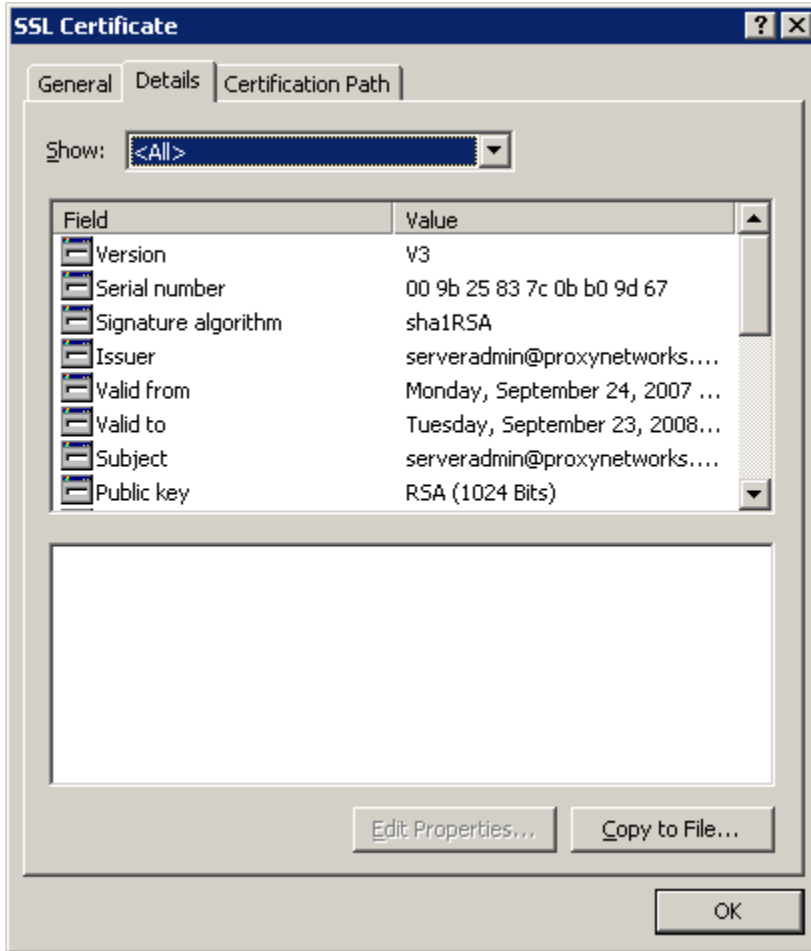 SSL Certificate
General Details Certification Path
Show: <All>
Field Value
Version V3
Serial number 00 9b 25 83 7c 0b b0 9d 67
Signature algorithm sha1RSA
Issuer serveradmin@proxynetworks....
Valid from Monday, September 24, 2007 ...
Valid to Tuesday, September 23, 2008...
Subject serveradmin@proxynetworks....
Public key RSA (1024 Bits)
Edit Properties... Copy to File...
OK